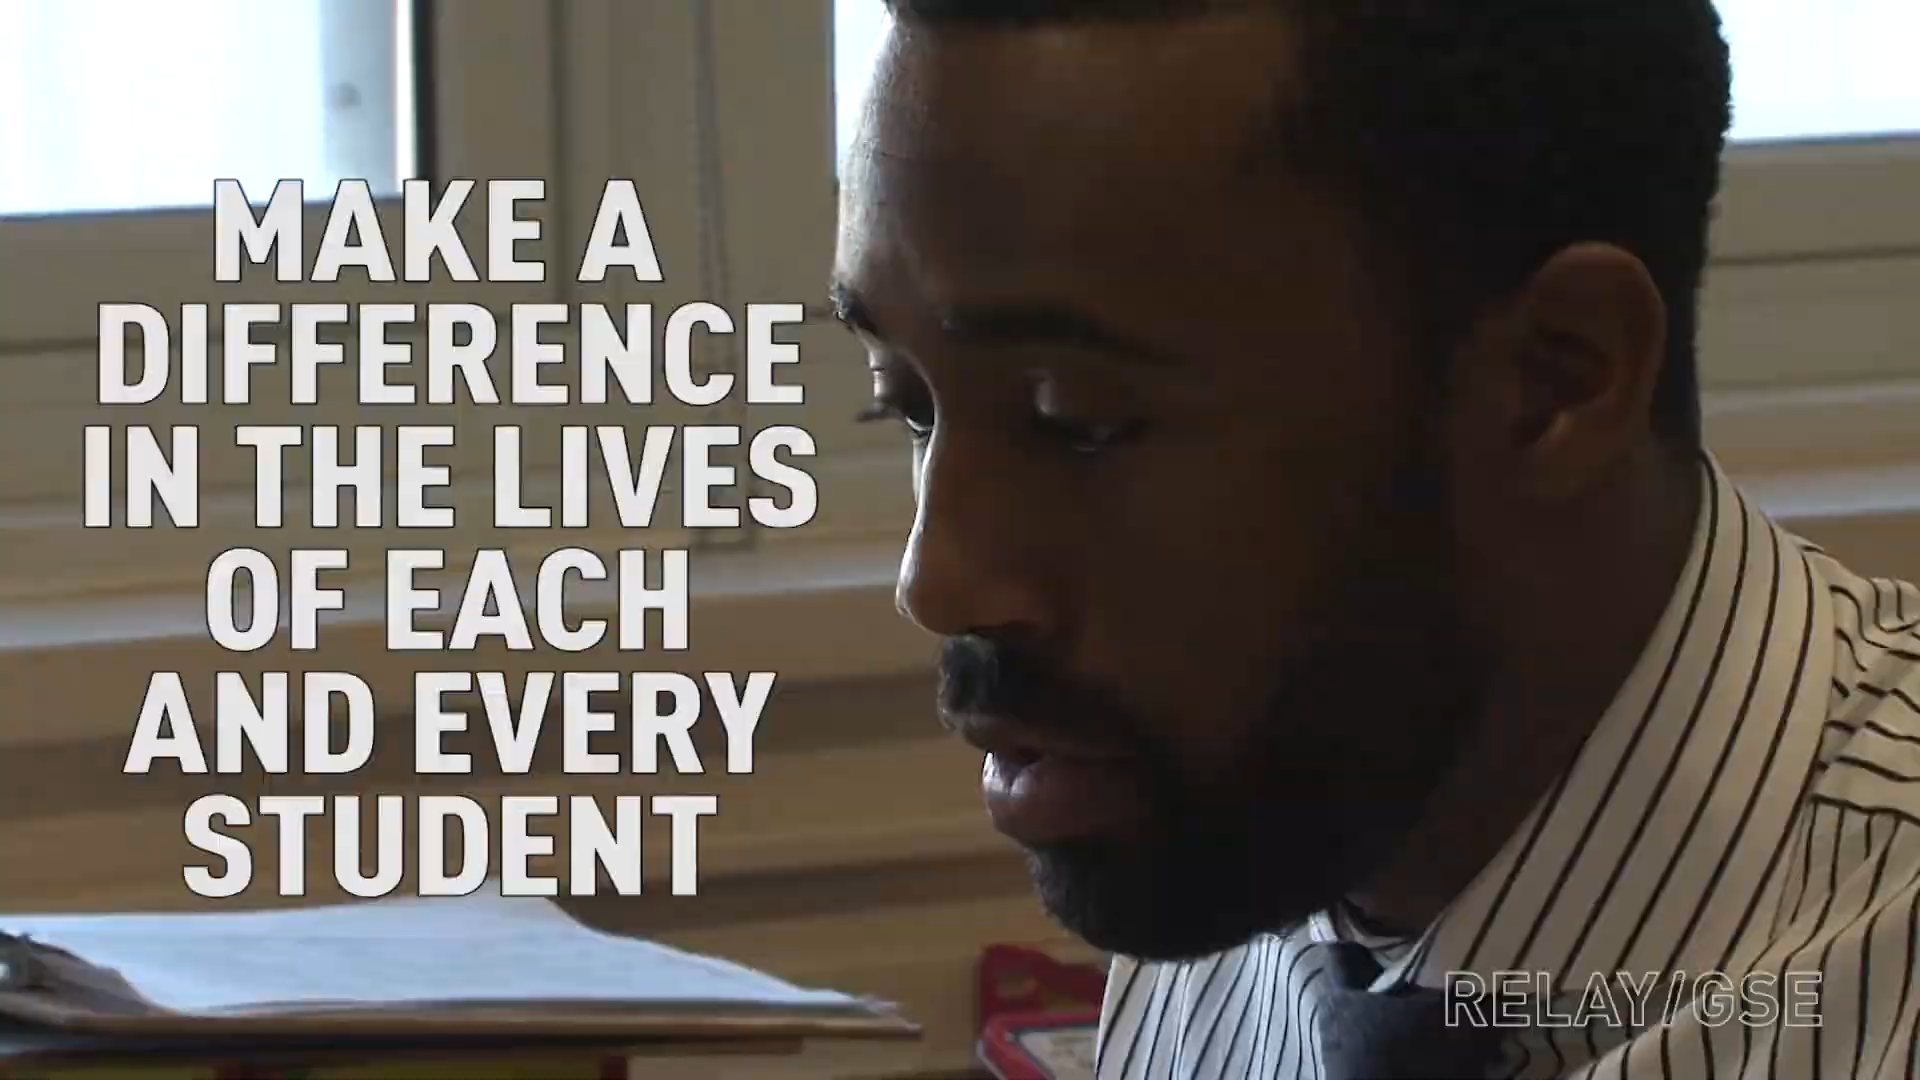 MAKE A
DIFFERENCE
IN THE LIVES
OF EACH
AND EVERY
STUDENT
RELAY/GSE